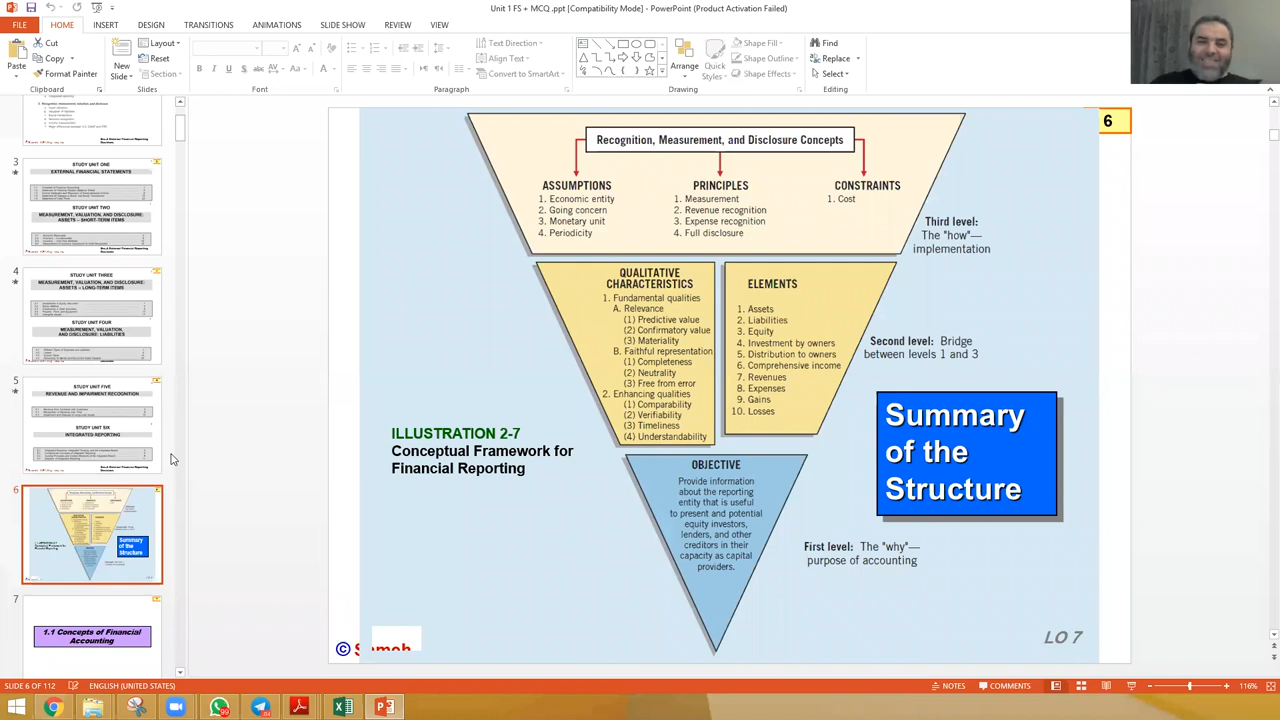 Unit 1 FS + MCQ .ppt [Compatibility Mode] - PowerPoint (Product Activation Failed)
FILE HOME INSERT DESIGN TRANSITIONS ANIMATIONS SLIDE SHOW REVIEW VIEW
Paste
Cut
Copy
Format Painter
Clipboard
New Slide
Layout
Reset
Section
Slides
Font
Paragraph
Text Direction
Align Text
Convert to SmartArt
Arrange
Quick Styles
Shape Fill
Shape Outline
Shape Effects
Drawing
Find
Replace
Select
Editing
3
STUDY UNIT ONE
EXTERNAL FINANCIAL STATEMENTS
STUDY UNIT TWO
MEASUREMENT, VALUATION, AND DISCLOSURE:
ASSETS – SHORT-TERM ITEMS
4
STUDY UNIT THREE
MEASUREMENT, VALUATION, AND DISCLOSURE:
ASSETS – LONG-TERM ITEMS
STUDY UNIT FOUR
MEASUREMENT, VALUATION,
AND DISCLOSURE: LIABILITIES
5
STUDY UNIT FIVE
REVENUE AND IMPAIRMENT RECOGNITION
STUDY UNIT SIX
INTEGRATED REPORTING
6
Summary
of the
Structure
7
1.1 Concepts of Financial
Accounting
6
Recognition, Measurement, and Disclosure Concepts
ASSUMPTIONS
1. Economic entity
2. Going concern
3. Monetary unit
4. Periodicity
PRINCIPLES
1. Measurement
2. Revenue recognition
3. Expense recognition
4. Full disclosure
CONSTRAINTS
1. Cost
Third level:
The "how"—
implementation
QUALITATIVE
CHARACTERISTICS
1. Fundamental qualities
A. Relevance
(1) Predictive value
(2) Confirmatory value
(3) Materiality
B. Faithful representation
(1) Completeness
(2) Neutrality
(3) Free from error
2. Enhancing qualities
(1) Comparability
(2) Verifiability
(3) Timeliness
(4) Understandability
ELEMENTS
1. Assets
2. Liabilities
3. Equity
4. Investment by owners
5. Distribution to owners
6. Comprehensive income
7. Revenues
8. Expenses
9. Gains
10. Losses
Second level: Bridge
between levels 1 and 3
Summary
of the
Structure
ILLUSTRATION 2-7
Conceptual Framework for
Financial Reporting
OBJECTIVE
Provide information
about the reporting
entity that is useful
to present and potential
equity investors,
lenders, and other
creditors in their
capacity as capital
providers.
First level: The "why"—
purpose of accounting
LO 7
©
SLIDE 6 OF 112
ENGLISH (UNITED STATES)
NOTES
COMMENTS
116%